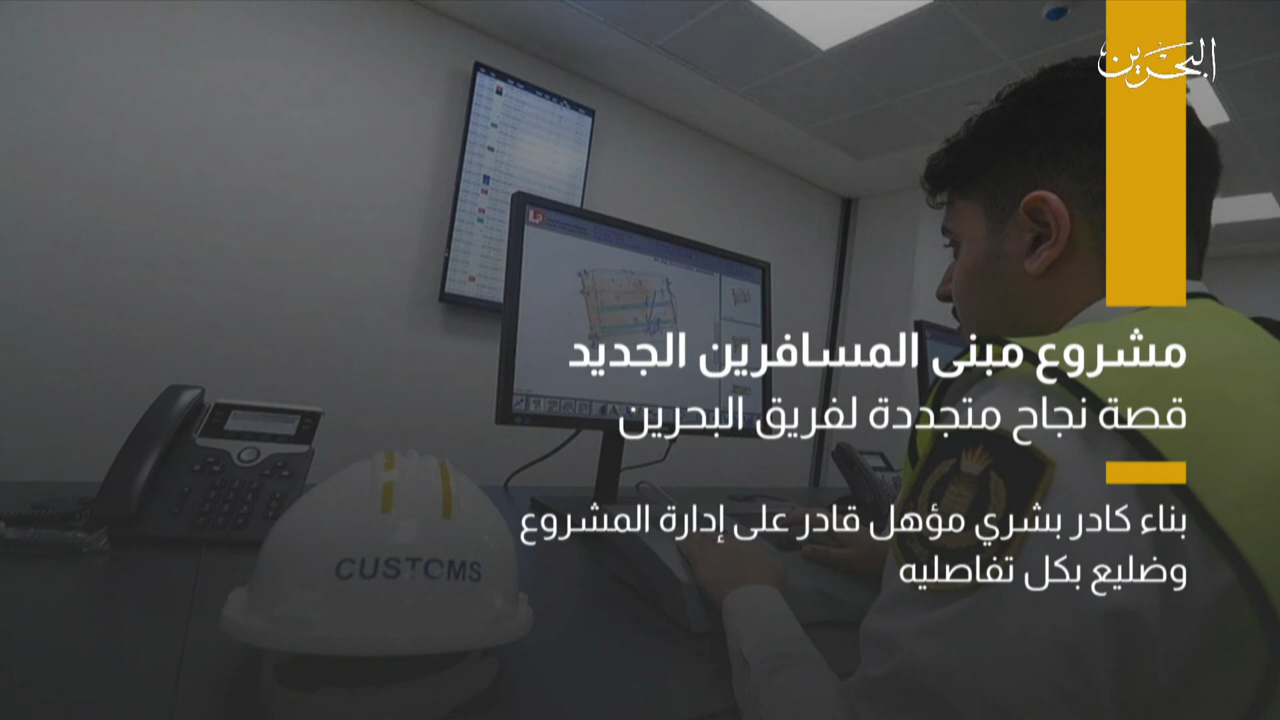 البحرين
مشروع مبنى المسافرين الجديد
قصة نجاح متجددة لفريق البحرين
بناء كادر بشري مؤهل قادر على إدارة المشروع
وضليع بكل تفاصليه
CUSTOMS